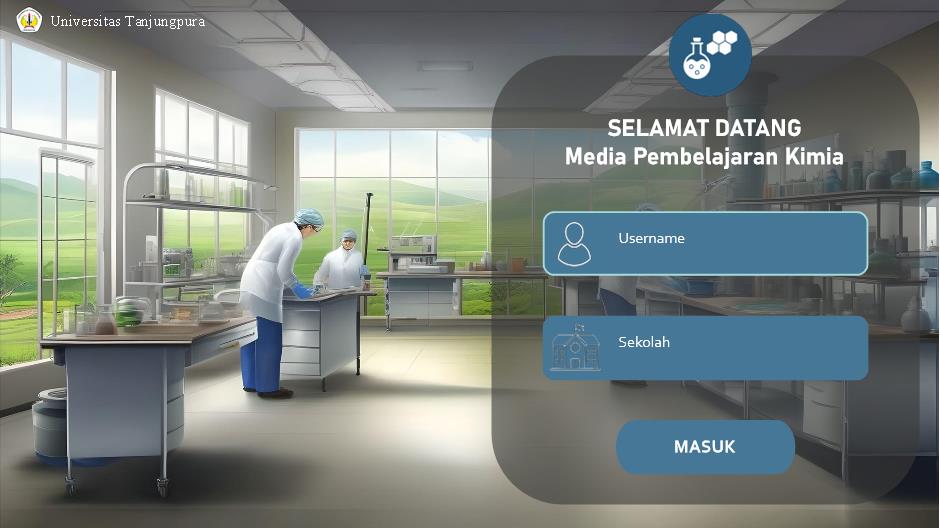 Universitas Tanjungpura
SELAMAT DATANG
Media Pembelajaran Kimia
Username
Sekolah
MASUK